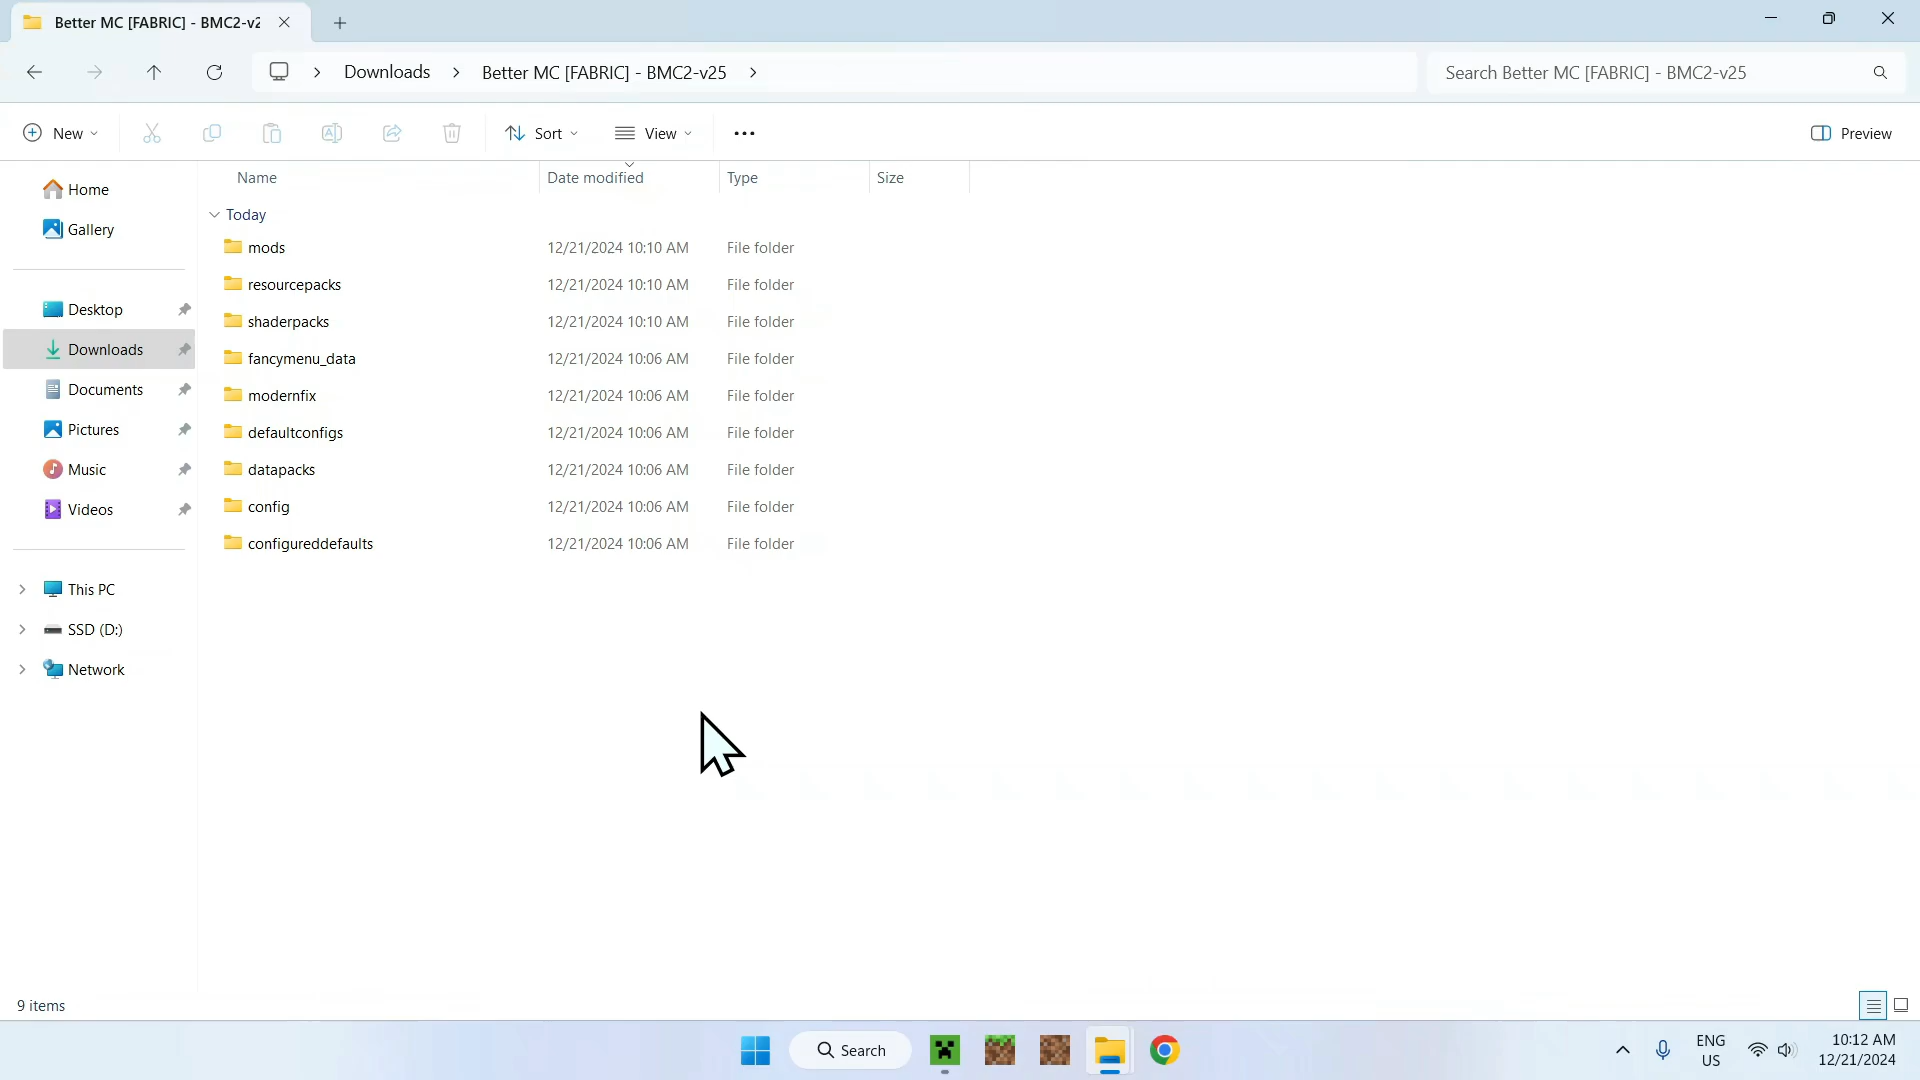 Better MC [FABRIC] - BMC2-v2
Downloads Better MC [FABRIC] - BMC2-v25
Search Better MC [FABRIC] - BMC2-v25
New Sort View Preview
Home
Gallery
Desktop
Downloads
Documents
Pictures
Music
Videos
This PC
SSD (D:)
Network
Name Date modified Type Size
Today
mods 12/21/2024 10:10 AM File folder
resourcepacks 12/21/2024 10:10 AM File folder
shaderpacks 12/21/2024 10:10 AM File folder
fancymenu_data 12/21/2024 10:06 AM File folder
modernfix 12/21/2024 10:06 AM File folder
defaultconfigs 12/21/2024 10:06 AM File folder
datapacks 12/21/2024 10:06 AM File folder
config 12/21/2024 10:06 AM File folder
configureddefaults 12/21/2024 10:06 AM File folder
9 items
Search
ENG
US
10:12 AM
12/21/2024